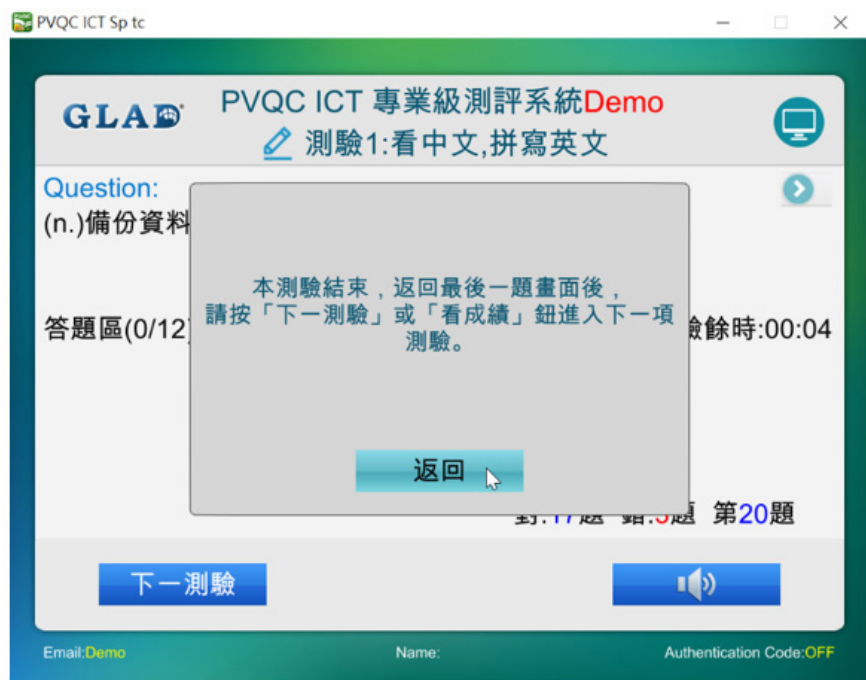 PVQC ICT Sp tc
GLAD
PVQC ICT 專業級測評系統Demo
測驗1:看中文,拼寫英文
Question:
(n.)備份資料
本測驗結束，返回最後一題畫面後，
請按「下一測驗」或「看成績」鈕進入下一項
測驗。
答題區(0/12)
餘時:00:04
返回
第20題
下一測驗
Email:Demo
Name:
Authentication Code:OFF